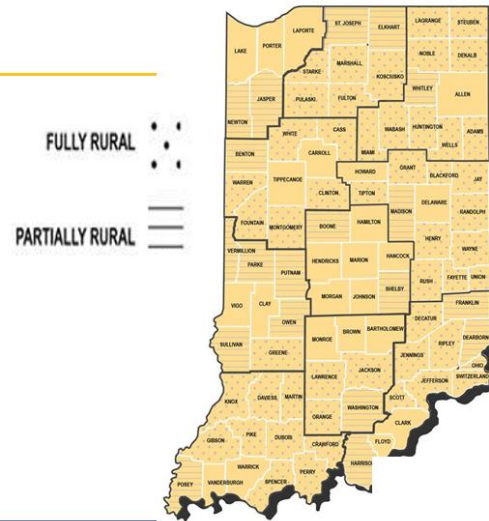 FULLY RURAL
PARTIALLY RURAL
LAKE
PORTER
LAPORTE
ST. JOSEPH
ELKHART
LAGRANGE
STEUBEN
NOBLE
DEKALB
MARSHALL
STARKE
KOSCIUSKO
NEWTON
JASPER
PULASKI
FULTON
WHITLEY
ALLEN
WHITE
CASS
MIAMI
WABASH
HUNTINGTON
WELLS
ADAMS
BENTON
CARROLL
HOWARD
GRANT
BLACKFORD
JAY
WARREN
TIPPECANOE
CLINTON
TIPTON
MADISON
DELAWARE
RANDOLPH
FOUNTAIN
MONTGOMERY
BOONE
HAMILTON
HENRY
WAYNE
VERMILLION
PARKE
PUTNAM
HENDRICKS
MARION
HANCOCK
RUSH
FAYETTE
UNION
VIGO
CLAY
MORGAN
JOHNSON
SHELBY
FRANKLIN
OWEN
DECATUR
SULLIVAN
GREENE
MONROE
BROWN
BARTHOLOMEW
RIPLEY
DEARBORN
JENNINGS
OHIO
KNOX
DAVIESS
MARTIN
LAWRENCE
JACKSON
JEFFERSON
SWITZERLAND
ORANGE
WASHINGTON
SCOTT
CLARK
GIBSON
PIKE
DUBOIS
CRAWFORD
HARRISO
FLOYD
POSEY
VANDERBURGH
WARRICK
SPENCER
PERRY